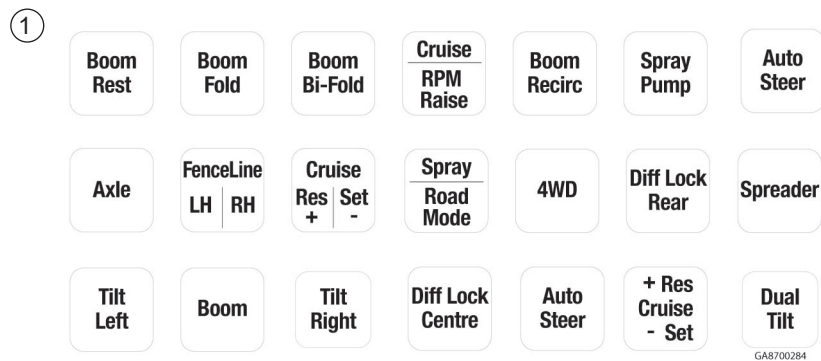 1
Boom
Rest
Boom
Fold
Boom
Bi-Fold
Cruise
RPM
Raise
Boom
Recirc
Spray
Pump
Auto
Steer
Axle
FenceLine
LH RH
Cruise
Res Set
+ -
Spray
Road
Mode
4WD
Diff Lock
Rear
Spreader
Tilt
Left
Boom
Tilt
Right
Diff Lock
Centre
Auto
Steer
+ Res
Cruise
- Set
Dual
Tilt
GA8700284